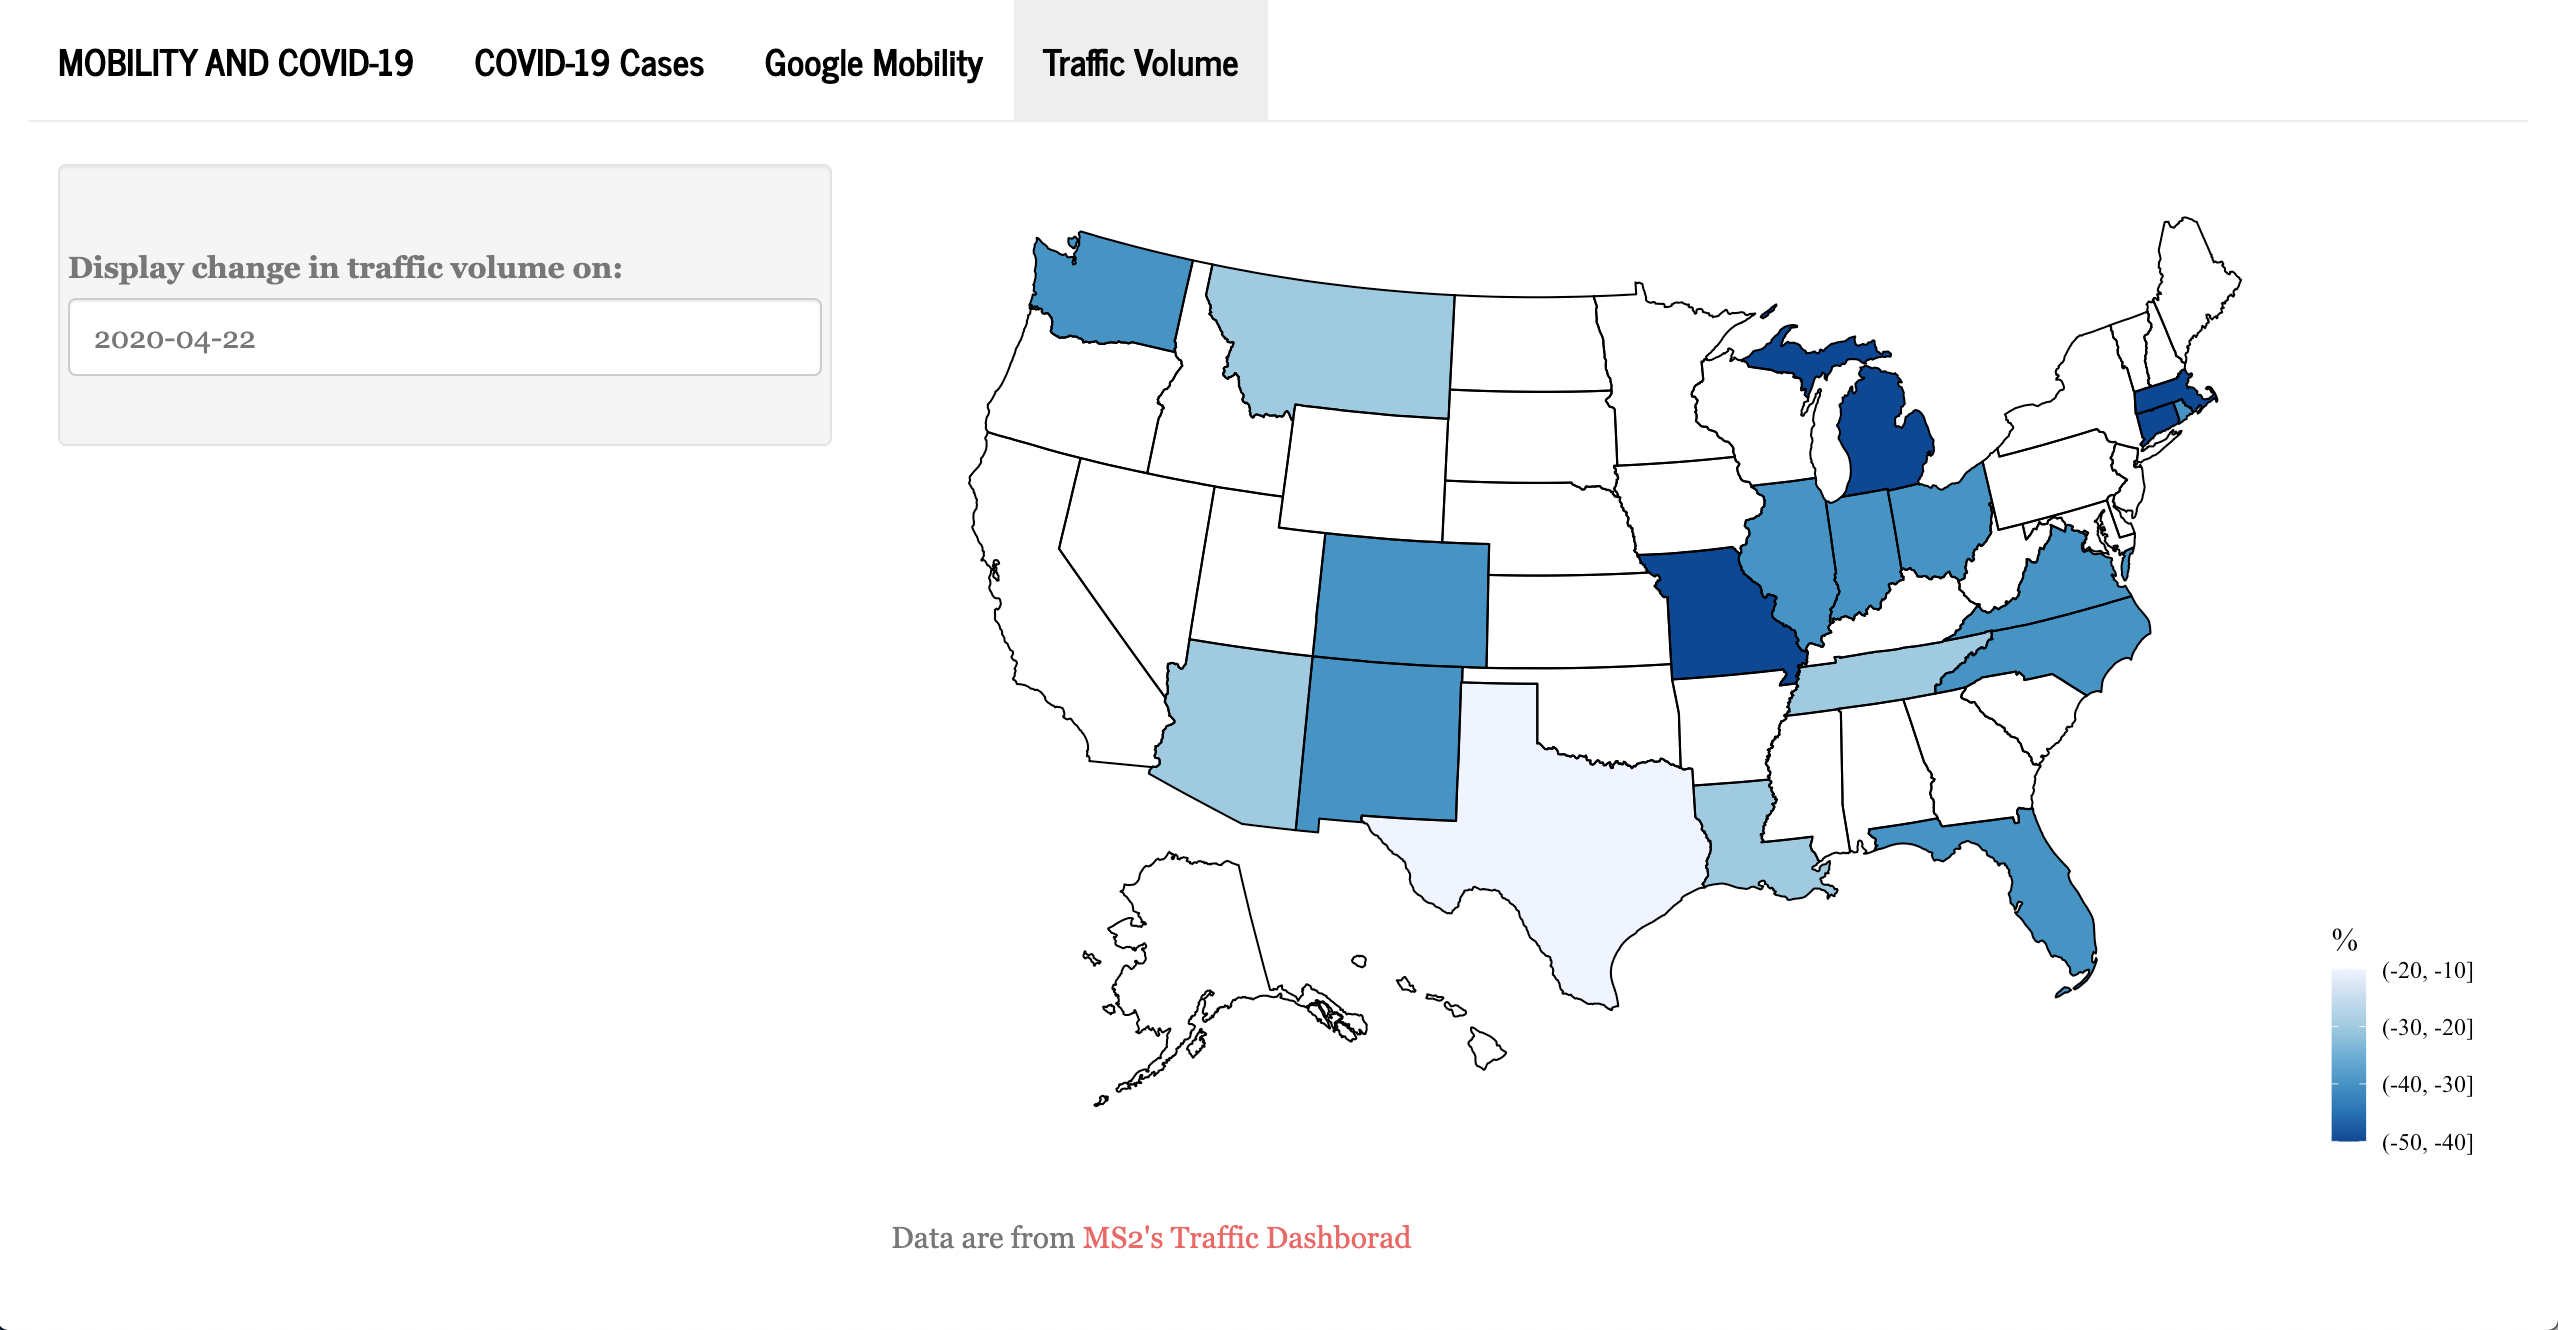 MOBILITY AND COVID-19 COVID-19 Cases Google Mobility Traffic Volume
Display change in traffic volume on:
2020-04-22
%
(-20, -10]
(-30, -20]
(-40, -30]
(-50, -40]
Data are from MS2's Traffic Dashborad